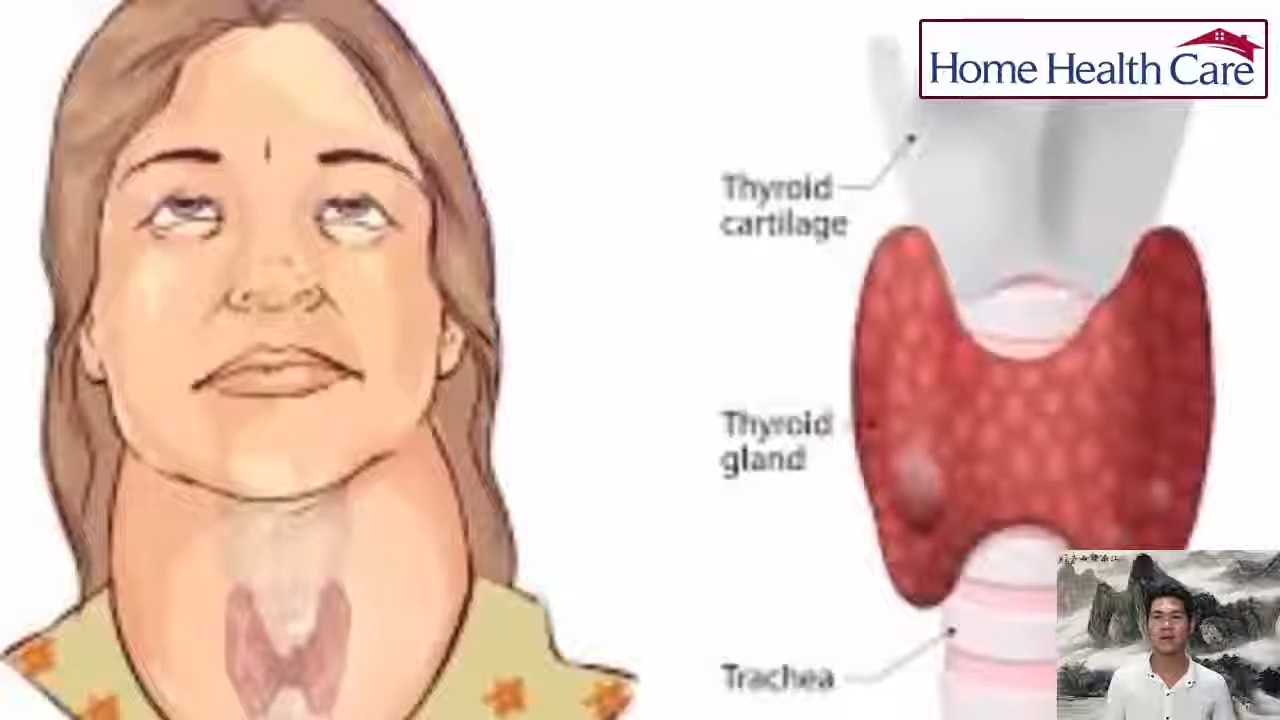 Home Health Care
Thyroid
cartilage
Thyroid
gland
Trachea